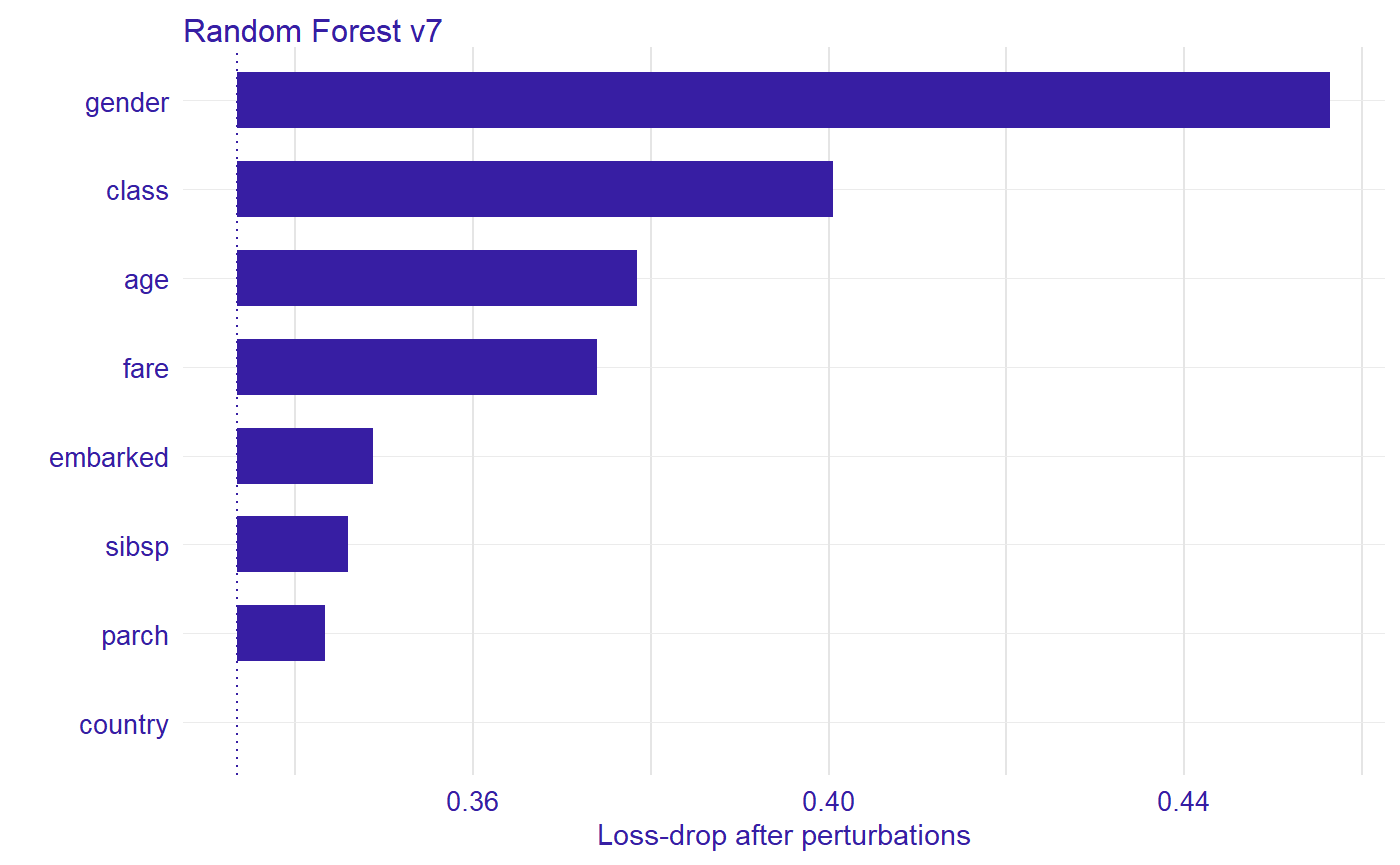 Random Forest v7
gender
class
age
fare
embarked
sibsp
parch
country
0.36 0.40 0.44
Loss-drop after perturbations